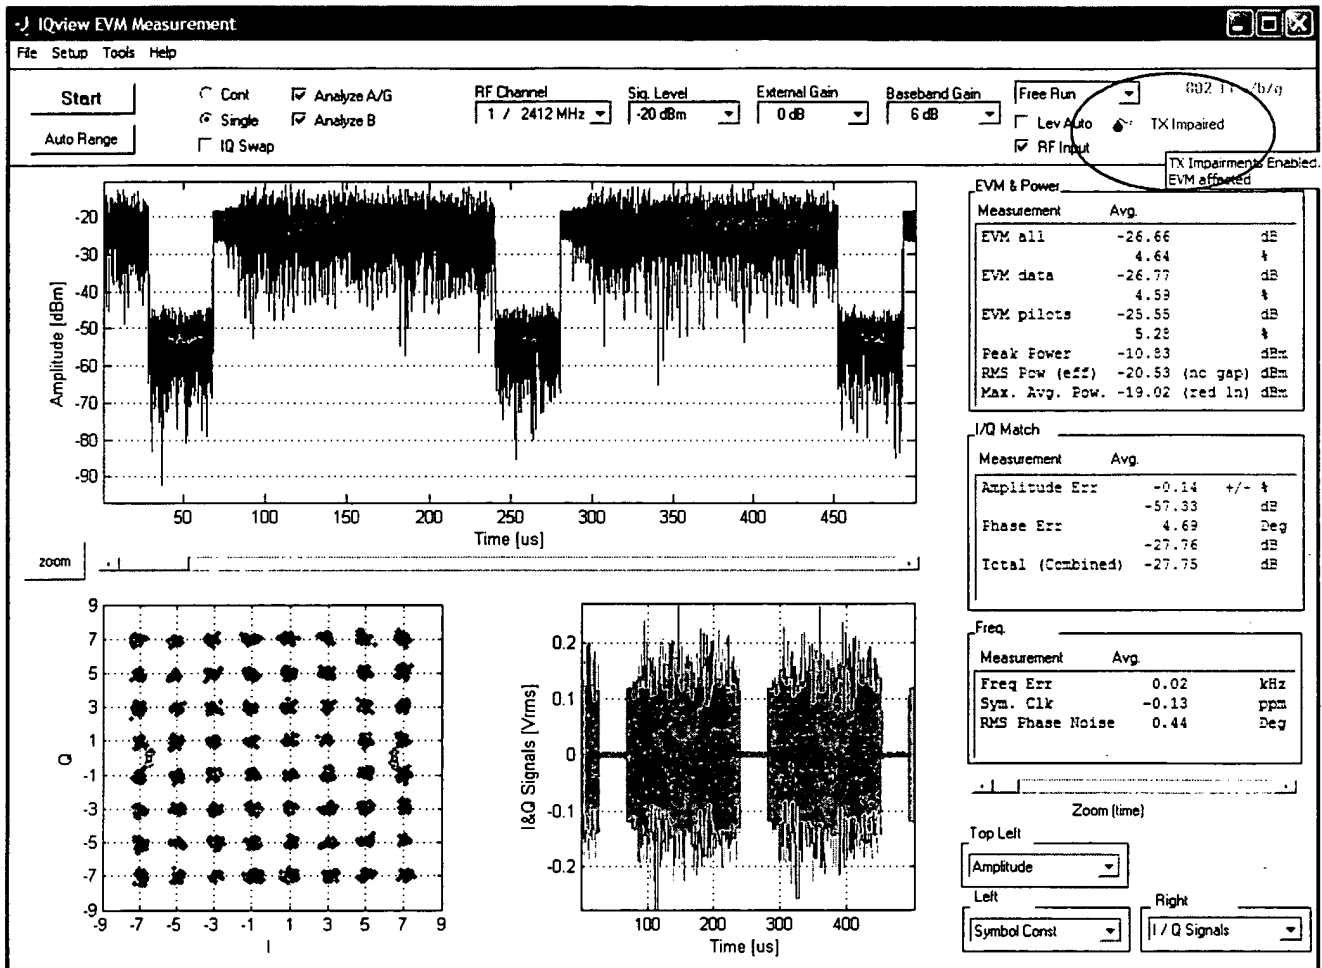 IQview EVM Measurement
File Setup Tools Help
Start
Auto Range
Cont
Single
IQ Swap
Analyze A/G
Analyze B
RF Channel
1 / 2412 MHz
Sig. Level
-20 dBm
External Gain
0 dB
Baseband Gain
6 dB
Free Run
Lev Auto
RF Input
TX Impaired
TX Impairments Enabled.
EVM affected
-20
-30
-40
-50
-60
-70
-80
-90
Amplitude [dBm]
50 100 150 200 250 300 350 400 450
Time [us]
zoom
EVM & Power
Measurement Avg.
EVM all -26.66 dB
4.64 %
EVM data -26.77 dB
4.59 %
EVM pilots -25.55 dB
5.28 %
Peak Power -10.83 dBm
RMS Pow (eff) -20.53 (no gap) dBm
Max. Avg. Pow. -19.02 (red ln) dBm
I/Q Match
Measurement Avg.
Amplitude Err -0.14 +/- %
-57.33 dB
Phase Err 4.69 Deg
-27.76 dB
Total (Combined) -27.75 dB
Freq.
Measurement Avg.
Freq Err 0.02 kHz
Sym. Clk -0.13 ppm
RMS Phase Noise 0.44 Deg
Zoom (time)
9
7
5
3
1
-1
-3
-5
-7
-9
Q
-9 -7 -5 -3 -1 1 3 5 7 9
I
0.2
0.1
0
-0.1
-0.2
I&Q Signals [Vrms]
100 200 300 400
Time [us]
Top Left
Amplitude
Left
Symbol Const
Right
I / Q Signals